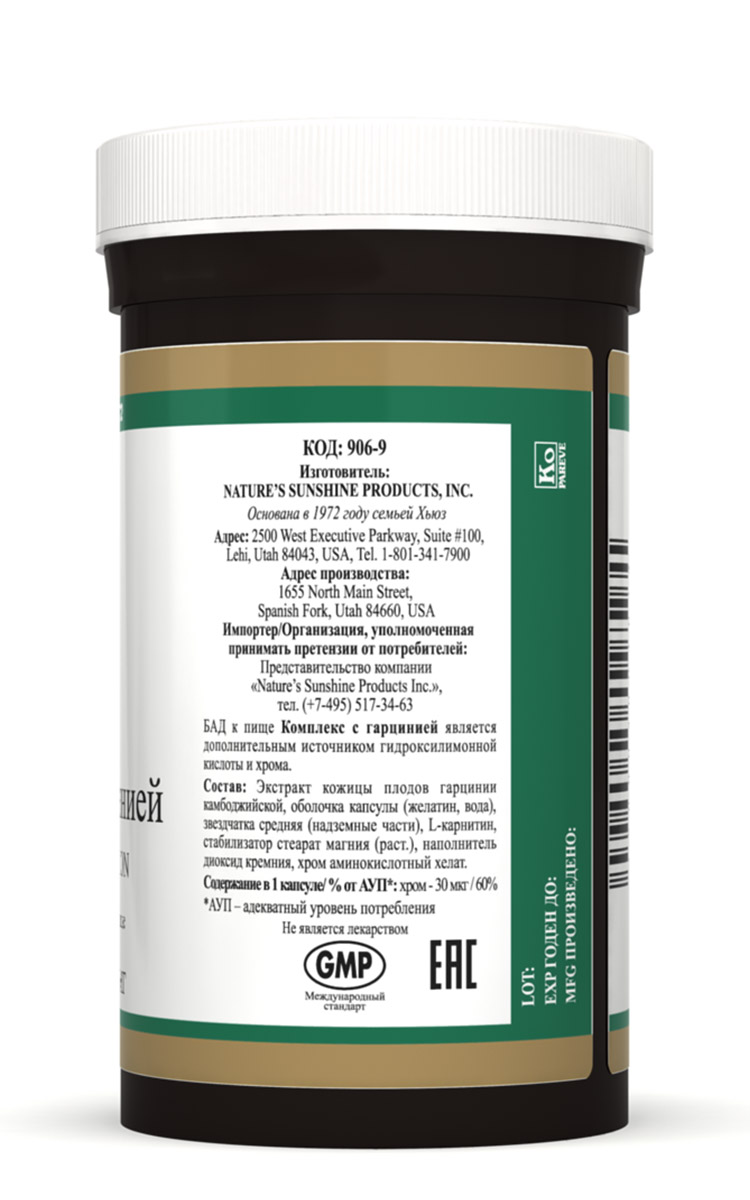 КОД: 906-9
Изготовитель:
NATURE'S SUNSHINE PRODUCTS, INC.
Основана в 1972 году семьей Хьюз
Адрес: 2500 West Executive Parkway, Suite #100,
Lehi, Utah 84043, USA, Tel. 1-801-341-7900
Адрес производства:
1655 North Main Street,
Spanish Fork, Utah 84660, USA
Импортер/Организация, уполномоченная
принимать претензии от потребителей:
Представительство компании
«Nature's Sunshine Products Inc.»,
тел. (+7-495) 517-34-63
БАД к пище Комплекс с гарцинией является
дополнительным источником гидроксилимонной
кислоты и хрома.
Состав: Экстракт кожицы плодов гарцинии
камбоджийской, оболочка капсулы (желатин, вода),
звездчатка средняя (надземные части), L-карнитин,
стабилизатор стеарат магния (раст.), наполнитель
диоксид кремния, хром аминокислотный хелат.
Содержание в 1 капсуле/ % от АУП*: хром - 30 мкг / 60%
*АУП – адекватный уровень потребления
Не является лекарством
GMP
Международный
стандарт
EAC
Ko
PAREVE
LOT:
EXP ГОДЕН ДО:
MFG ПРОИЗВЕДЕНО: